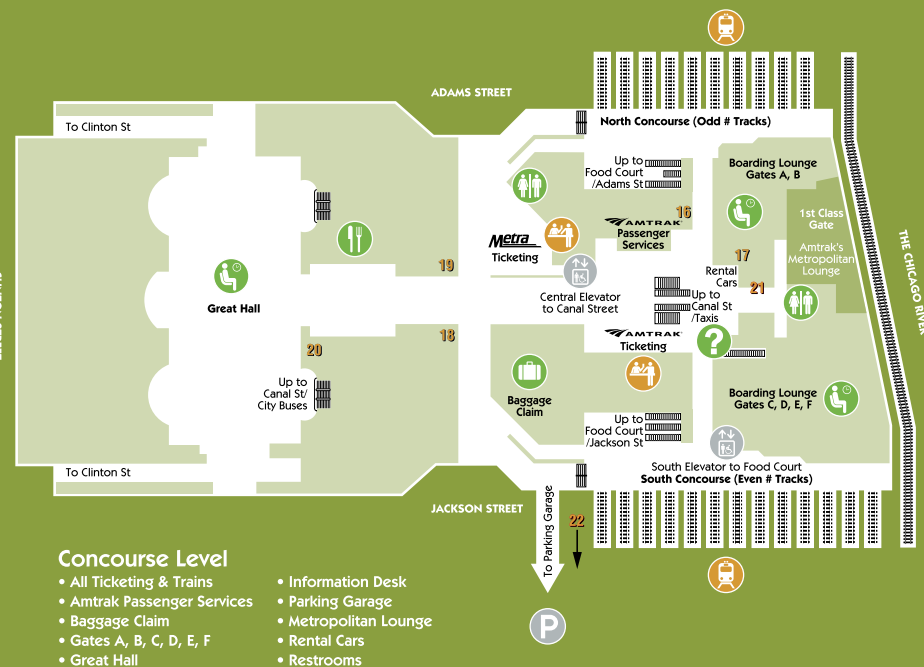 ADAMS STREET
To Clinton St
North Concourse (Odd # Tracks)
Up to
Food Court
/Adams St
Boarding Lounge
Gates A, B
16
AMTRAK
Passenger
Services
1st Class
Gate
Amtrak's
Metropolitan
Lounge
THE CHICAGO RIVER
Metra
Ticketing
17
19
Rental
Cars
21
Central Elevator
to Canal Street
Up to
Canal St
/Taxis
Great Hall
18
AMTRAK
Ticketing
?
20
Up to
Canal St/
City Buses
Baggage
Claim
Boarding Lounge
Gates C, D, E, F
Up to
Food Court
/Jackson St
To Clinton St
South Elevator to Food Court
South Concourse (Even # Tracks)
JACKSON STREET
To Parking Garage
22
P
Concourse Level
• All Ticketing & Trains
• Amtrak Passenger Services
• Baggage Claim
• Gates A, B, C, D, E, F
• Great Hall
• Information Desk
• Parking Garage
• Metropolitan Lounge
• Rental Cars
• Restrooms